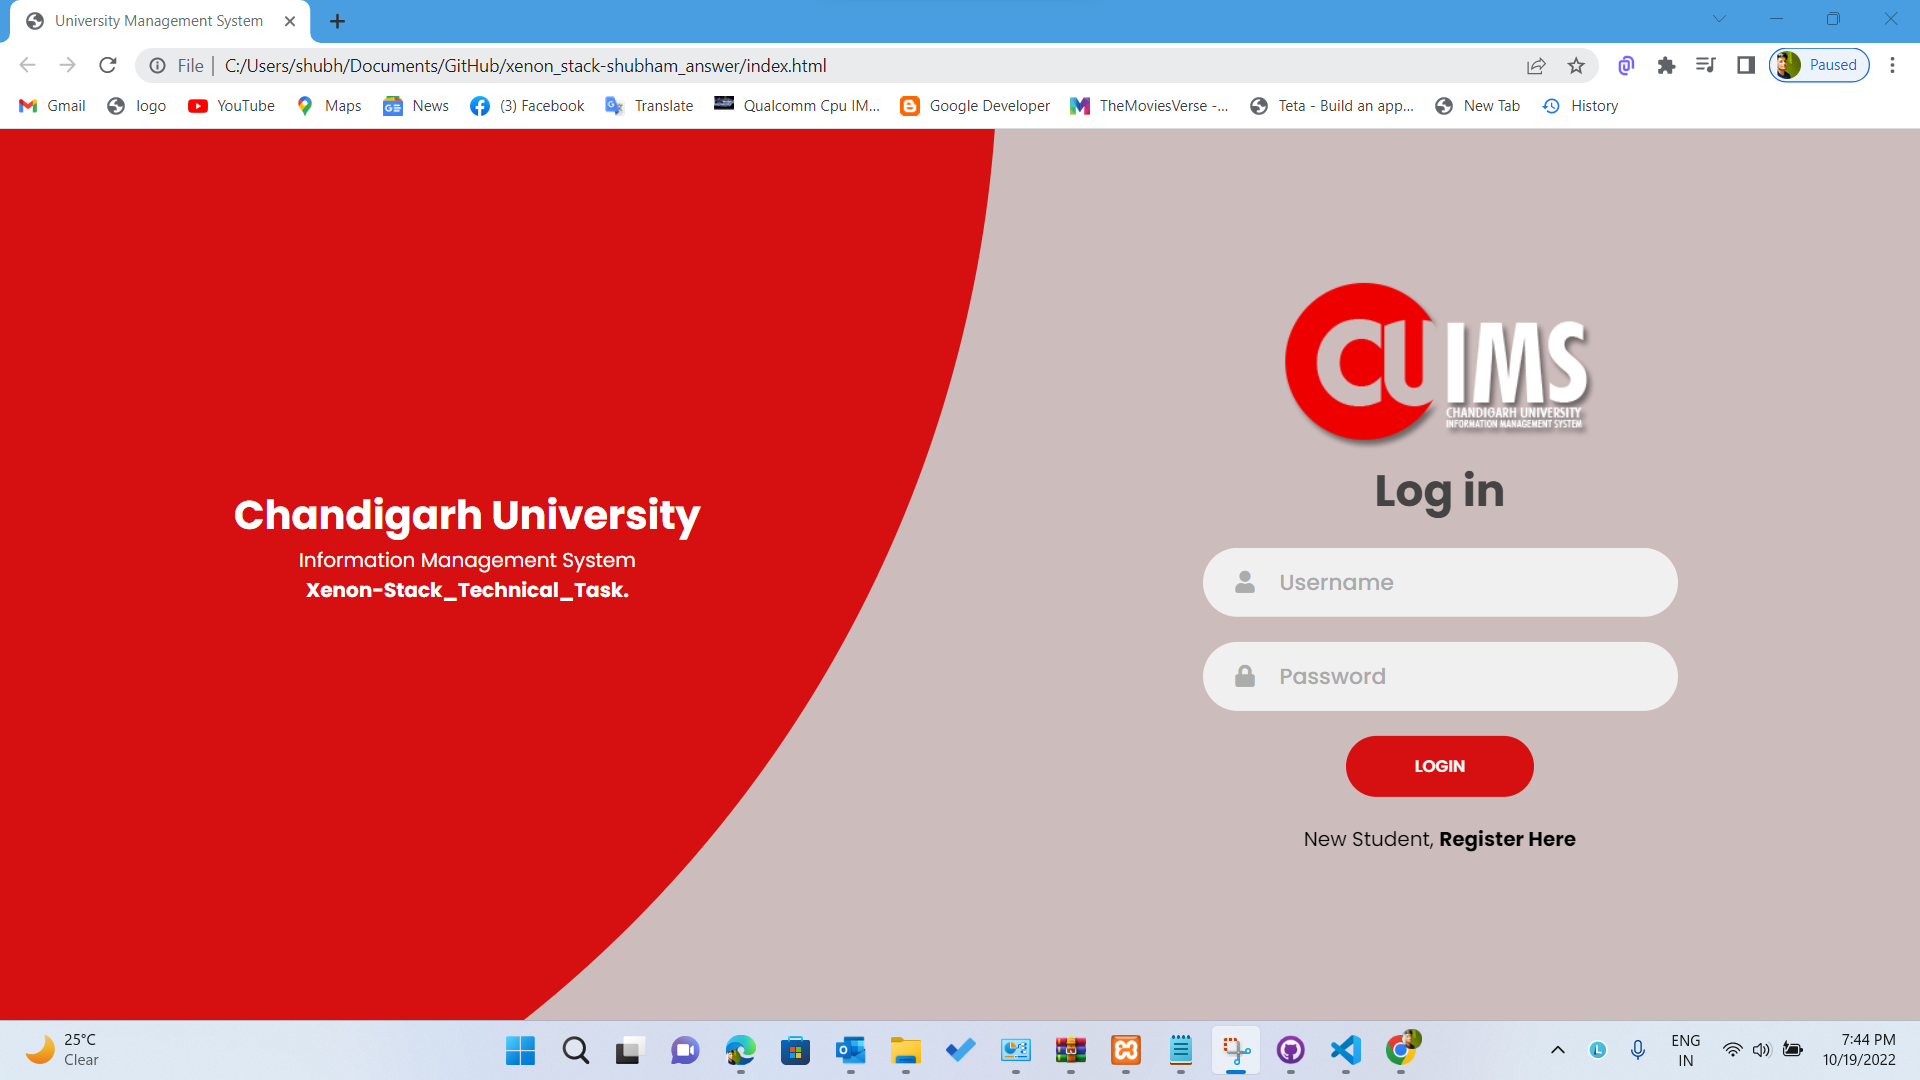 University Management System
File
C:/Users/shubh/Documents/GitHub/xenon_stack-shubham_answer/index.html
Paused
Gmail
logo
YouTube
Maps
News
(3) Facebook
Translate
Qualcomm Cpu IM...
Google Developer
TheMoviesVerse -...
Teta - Build an app...
New Tab
History
Chandigarh University
Information Management System
Xenon-Stack_Technical_Task.
CU IMS
CHANDIGARH UNIVERSITY
INFORMATION MANAGEMENT SYSTEM
Log in
Username
Password
LOGIN
New Student, Register Here
25°C
Clear
L
ENG
IN
7:44 PM
10/19/2022